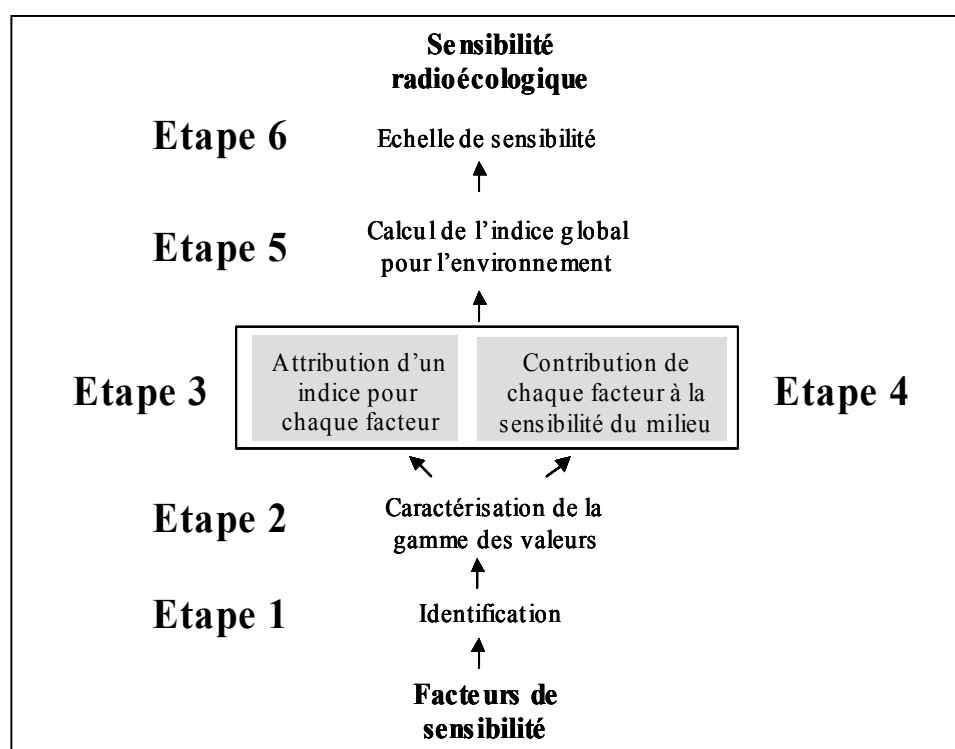 Sensibilité
radioécologique
Etape 6
Echelle de sensibilité
Etape 5
Calcul de l'indice global
pour l'environnement
Etape 3
Attribution d'un
indice pour
chaque facteur
Contribution de
chaque facteur à la
sensibilité du milieu
Etape 4
Etape 2
Caractérisation de la
gamme des valeurs
Etape 1
Identification
Facteurs de
sensibilité